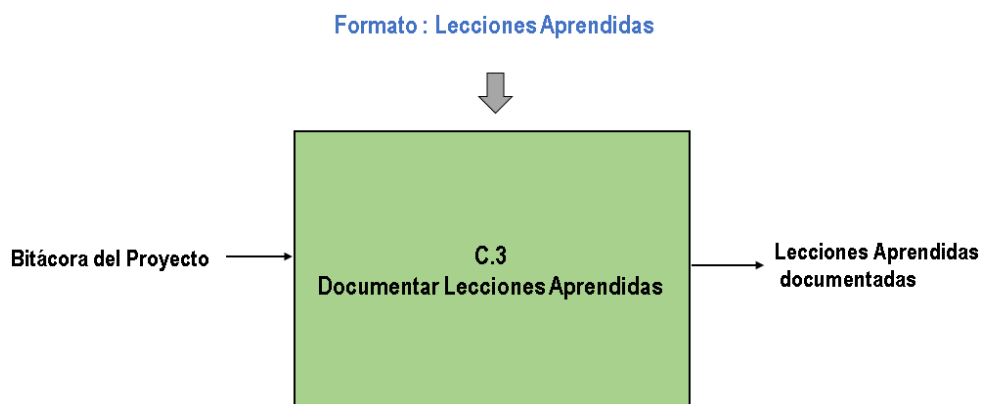 Formato : Lecciones Aprendidas
Bitácora del Proyecto
C.3
Documentar Lecciones Aprendidas
Lecciones Aprendidas
documentadas